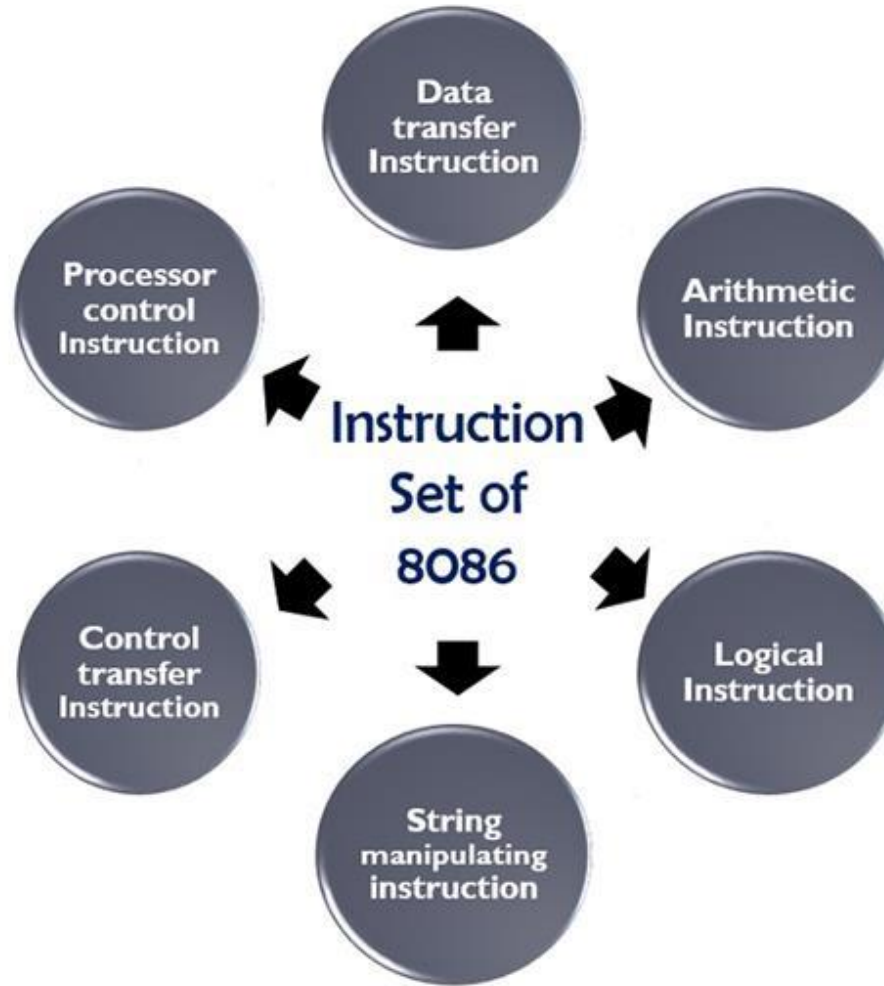 Data
transfer
Instruction
Processor
control
Instruction
Arithmetic
Instruction
Instruction
Set of
8086
Control
transfer
Instruction
Logical
Instruction
String
manipulating
instruction